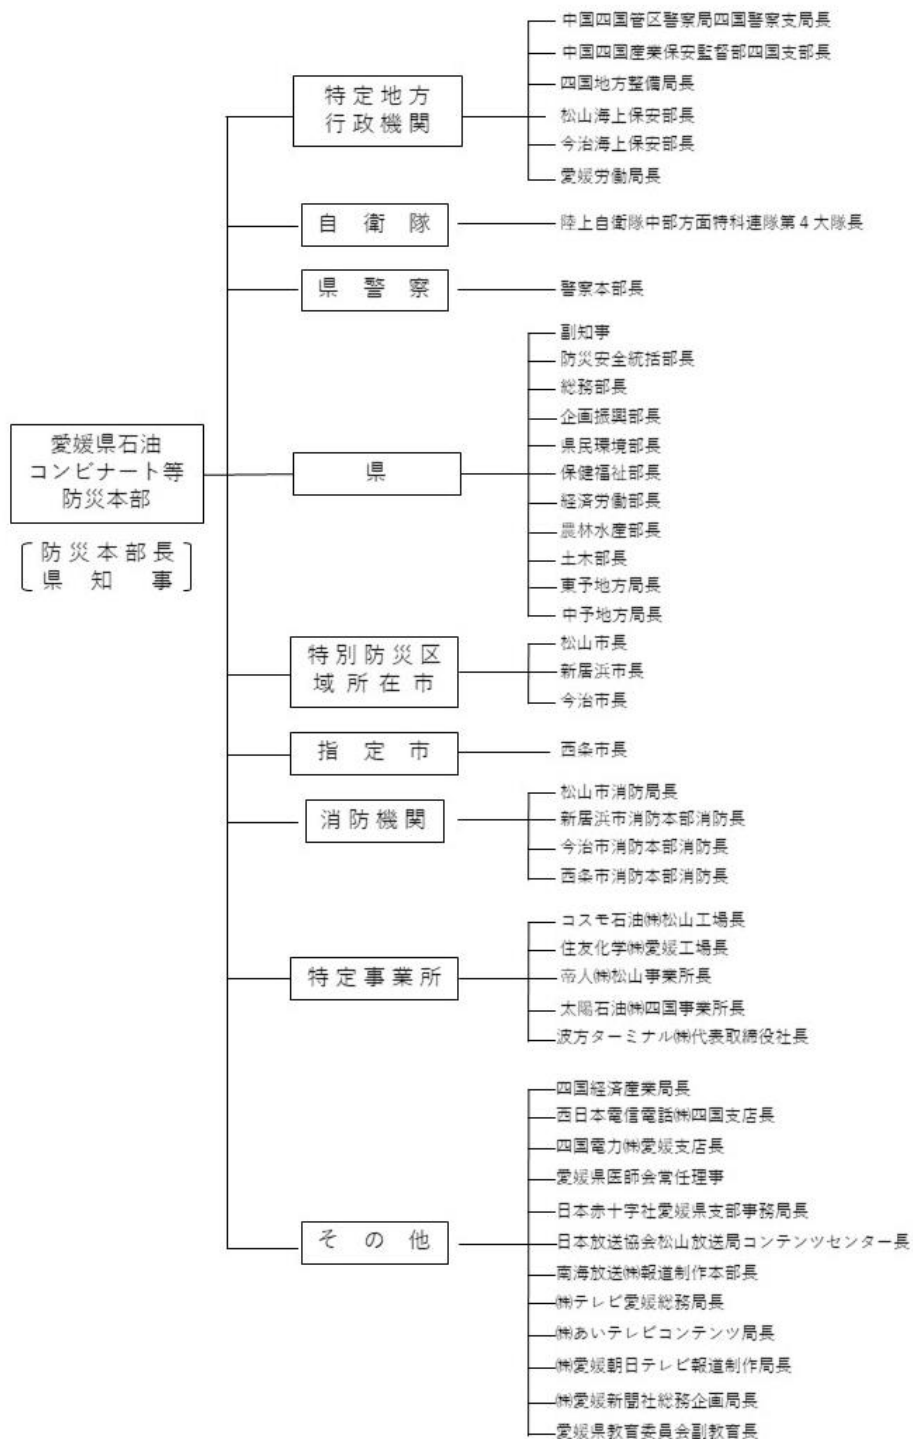 愛媛県石油
コンビナート等
防災本部
防災本部長
県知事
特定地方
行政機関
中国四国管区警察局四国警察支局長
中国四国産業保安監督部四国支部長
四国地方整備局長
松山海上保安部長
今治海上保安部長
愛媛労働局長
自衛隊
陸上自衛隊中部方面特科連隊第4大隊長
県警察
警察本部長
県
副知事
防災安全統括部長
総務部長
企画振興部長
県民環境部長
保健福祉部長
経済労働部長
農林水産部長
土木部長
東予地方局長
中予地方局長
特別防災区
域所在市
松山市長
新居浜市長
今治市長
指定市
西条市長
消防機関
松山市消防局長
新居浜市消防本部消防長
今治市消防本部消防長
西条市消防本部消防長
特定事業所
コスモ石油㈱松山工場長
住友化学㈱愛媛工場長
帝人㈱松山事業所長
太陽石油㈱四国事業所長
波方ターミナル㈱代表取締役社長
その他
四国経済産業局長
西日本電信電話㈱四国支店長
四国電力㈱愛媛支店長
愛媛県医師会常任理事
日本赤十字社愛媛県支部事務局長
日本放送協会松山放送局コンテンツセンター長
南海放送㈱報道制作本部長
㈱テレビ愛媛総務局長
㈱あいテレビコンテンツ局長
㈱愛媛朝日テレビ報道制作局長
㈱愛媛新聞社総務企画局長
愛媛県教育委員会副教育長